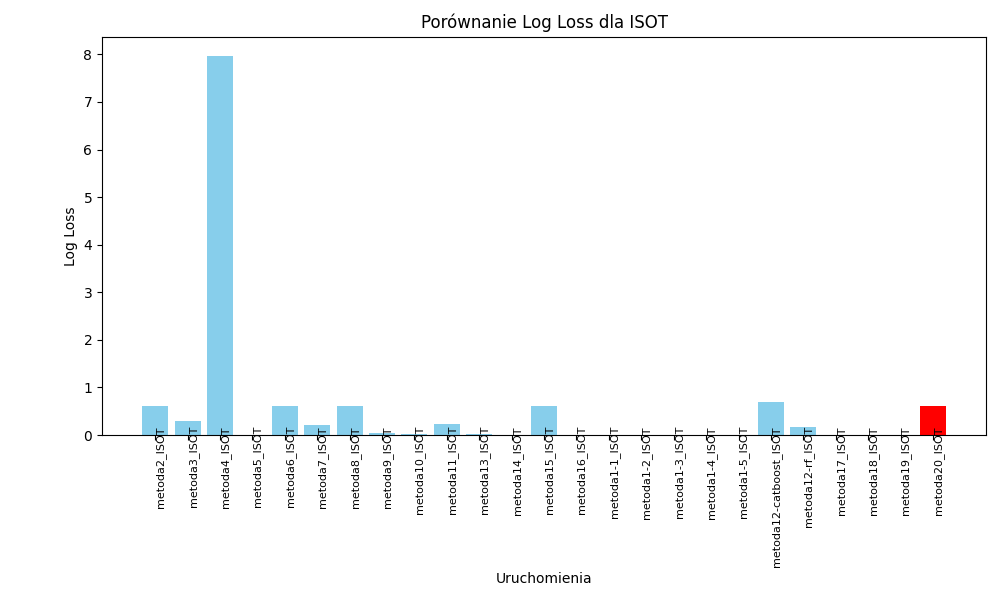 Porównanie Log Loss dla ISOT
Log Loss
8
7
6
5
4
3
2
1
0
metoda2_ISOT
metoda3_ISOT
metoda4_ISOT
metoda5_ISOT
metoda6_ISOT
metoda7_ISOT
metoda8_ISOT
metoda9_ISOT
metoda10_ISOT
metoda11_ISOT
metoda13_ISOT
metoda14_ISOT
metoda15_ISOT
metoda16_ISOT
metoda1-1_ISOT
metoda1-2_ISOT
metoda1-3_ISOT
metoda1-4_ISOT
metoda1-5_ISOT
metoda12-catboost_ISOT
metoda12-rf_ISOT
metoda17_ISOT
metoda18_ISOT
metoda19_ISOT
metoda20_ISOT
Uruchomienia